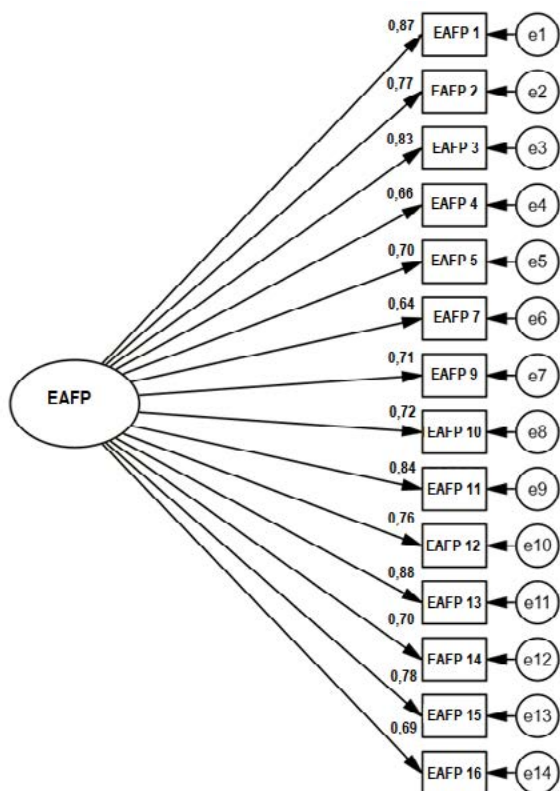 0,87 EAFP 1 e1
0,77 EAFP 2 e2
0,83 EAFP 3 e3
0,66 EAFP 4 e4
0,70 EAFP 5 e5
0,64 EAFP 7 e6
EAFP
0,71 EAFP 9 e7
0,72 EAFP 10 e8
0,84 EAFP 11 e9
0,76 EAFP 12 e10
0,88 EAFP 13 e11
0,70 EAFP 14 e12
0,78 EAFP 15 e13
0,69 EAFP 16 e14